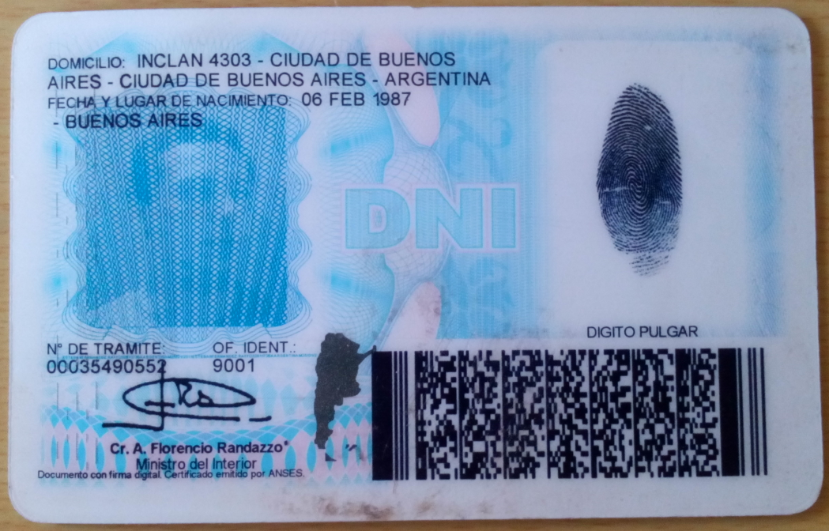 DOMICILIO: INCLAN 4303 - CIUDAD DE BUENOS
AIRES - CIUDAD DE BUENOS AIRES - ARGENTINA
FECHA Y LUGAR DE NACIMIENTO: 06 FEB 1987
- BUENOS AIRES
DNI
DIGITO PULGAR
N° DE TRAMITE: OF. IDENT.:
00035490552 9001
Cr. A. Florencio Randazzo
Ministro del Interior
Documento con firma digital. Certificado emitido por ANSES.